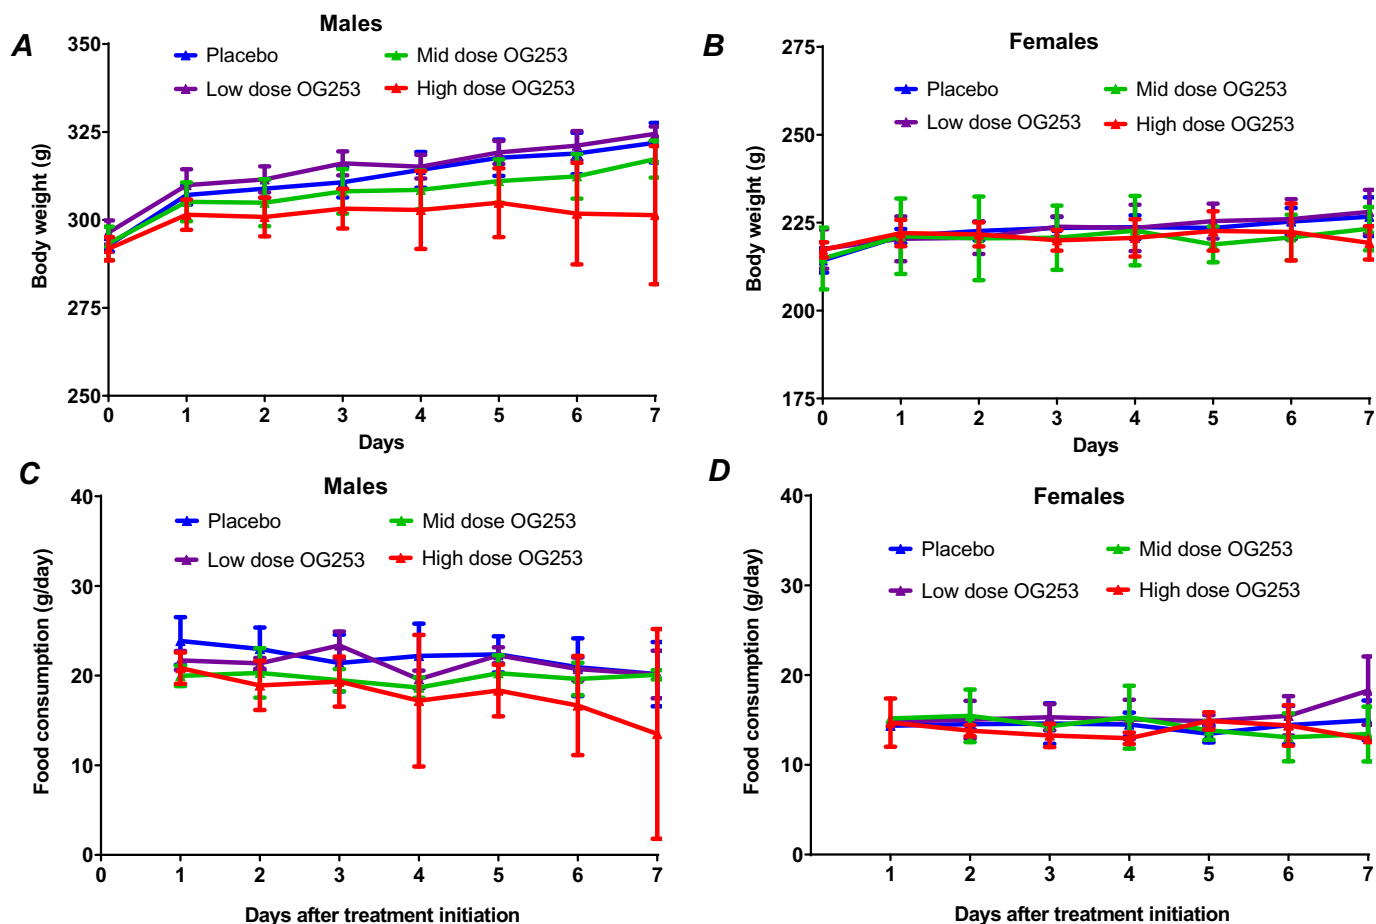 A
Males
350
325
300
275
250
Body weight (g)
Placebo
Mid dose OG253
Low dose OG253
High dose OG253
0 1 2 3 4 5 6 7
Days
B
Females
275
250
225
200
175
Body weight (g)
Placebo
Mid dose OG253
Low dose OG253
High dose OG253
0 1 2 3 4 5 6 7
Days
C
Males
40
30
20
10
0
Food consumption (g/day)
Placebo
Mid dose OG253
Low dose OG253
High dose OG253
0 1 2 3 4 5 6 7
Days after treatment initiation
D
Females
40
30
20
10
0
Food consumption (g/day)
Placebo
Mid dose OG253
Low dose OG253
High dose OG253
1 2 3 4 5 6 7
Days after treatment initiation